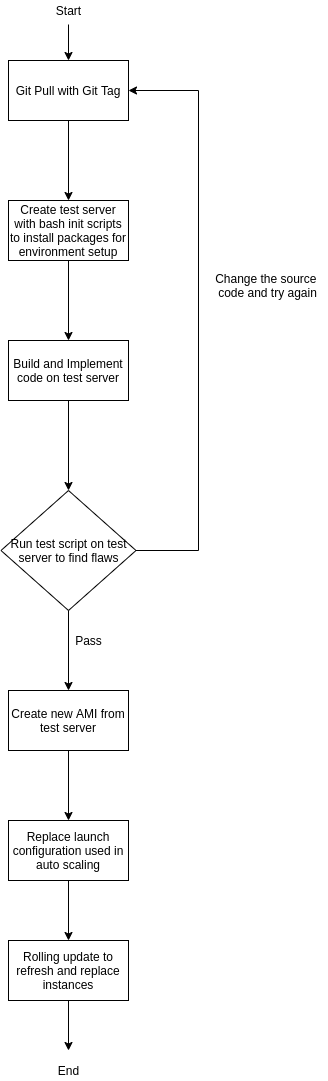 Start
Git Pull with Git Tag
Create test server
with bash init scripts
to install packages for
environment setup
Change the source
code and try again
Build and Implement
code on test server
Run test script on test
server to find flaws
Pass
Create new AMI from
test server
Replace launch
configuration used in
auto scaling
Rolling update to
refresh and replace
instances
End